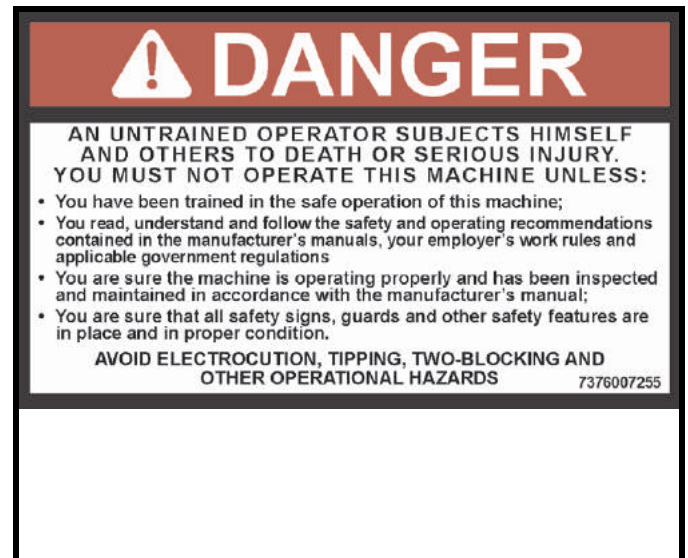 DANGER
AN UNTRAINED OPERATOR SUBJECTS HIMSELF
AND OTHERS TO DEATH OR SERIOUS INJURY.
YOU MUST NOT OPERATE THIS MACHINE UNLESS:
• You have been trained in the safe operation of this machine;
• You read, understand and follow the safety and operating recommendations
contained in the manufacturer's manuals, your employer's work rules and
applicable government regulations
• You are sure the machine is operating properly and has been inspected
and maintained in accordance with the manufacturer's manual;
• You are sure that all safety signs, guards and other safety features are
in place and in proper condition.
AVOID ELECTROCUTION, TIPPING, TWO-BLOCKING AND
OTHER OPERATIONAL HAZARDS
7376007255